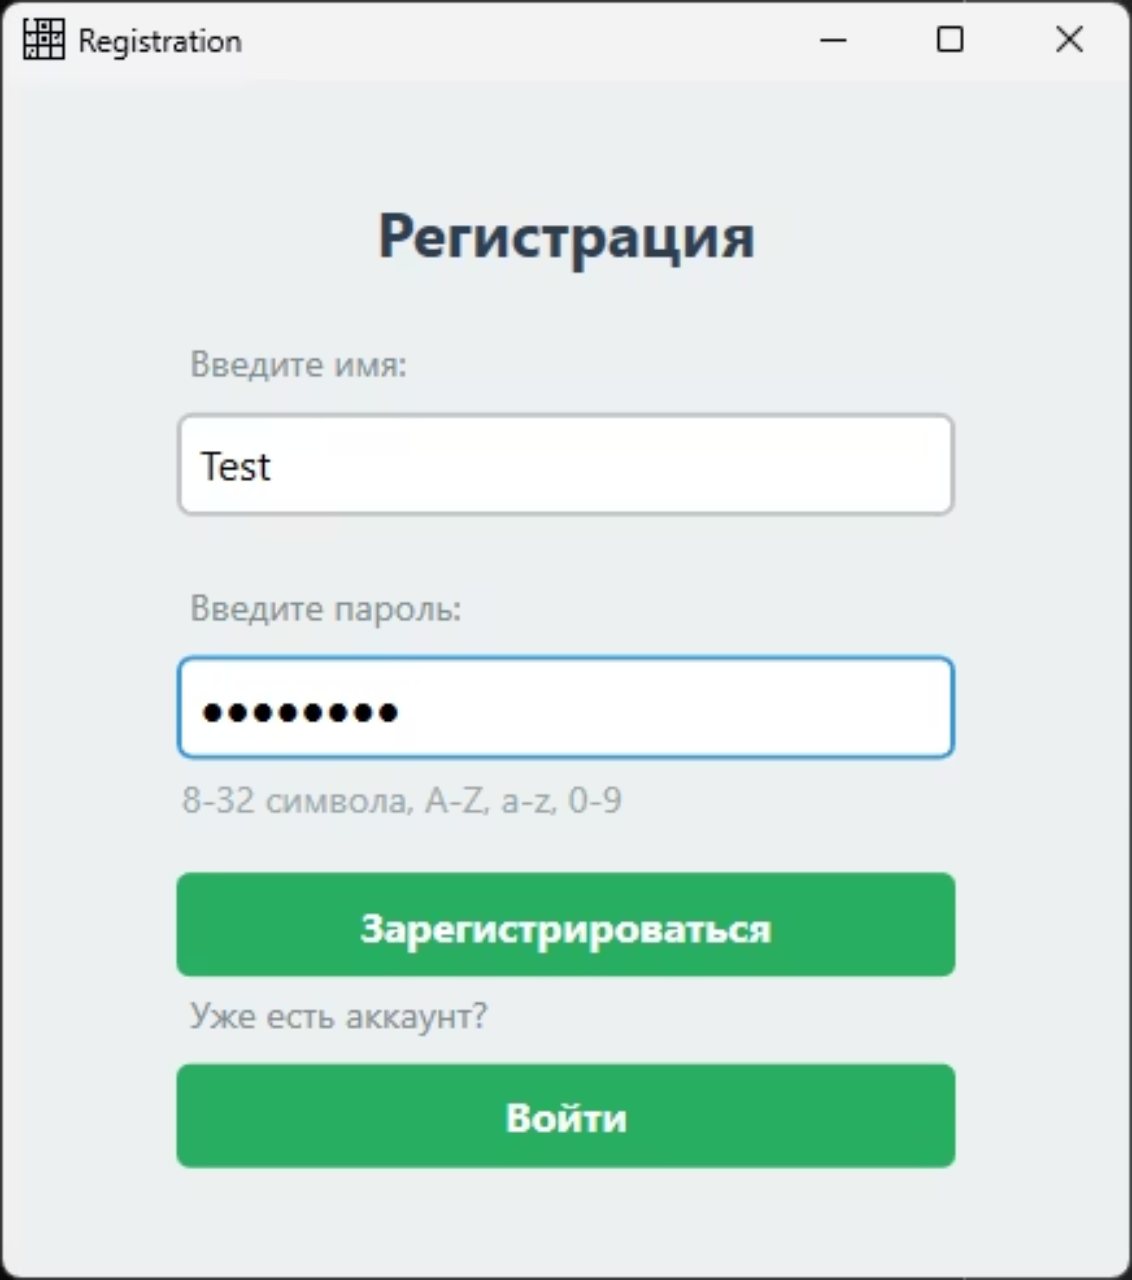 Registration
Регистрация
Введите имя:
Test
Введите пароль:
••••••••
8-32 символа, A-Z, a-z, 0-9
Зарегистрироваться
Уже есть аккаунт?
Войти